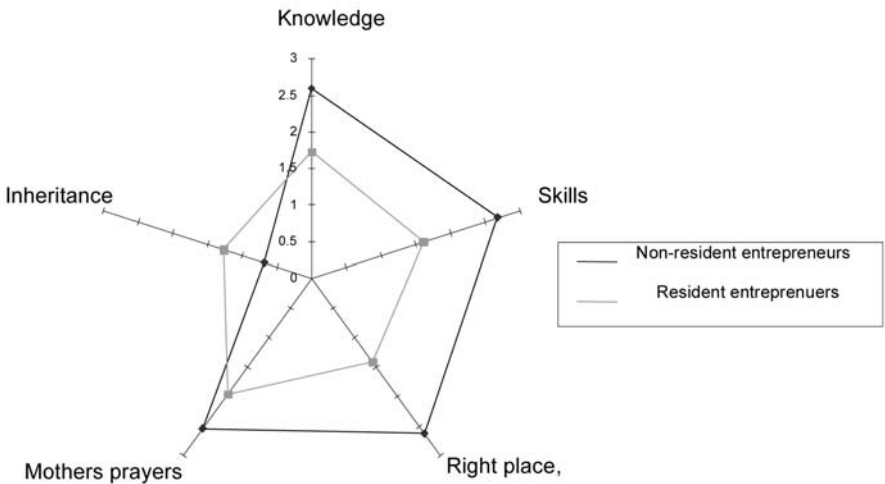 Knowledge
3
2.5
2
1.5
1
0.5
0
Inheritance
Skills
Non-resident entrepreneurs
Resident entreprenuers
Mothers prayers
Right place,